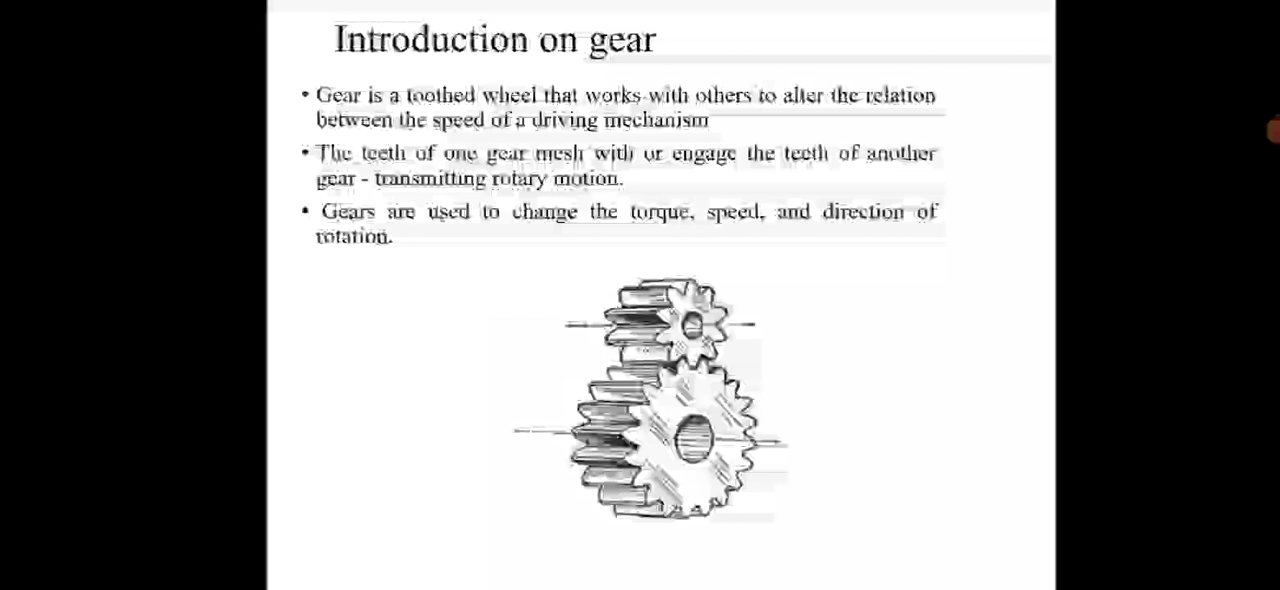 Introduction on gear
• Gear is a toothed wheel that works with others to alter the relation
between the speed of a driving mechanism
• The teeth of one gear mesh with or engage the teeth of another
gear - transmitting rotary motion.
• Gears are used to change the torque, speed, and direction of
rotation.